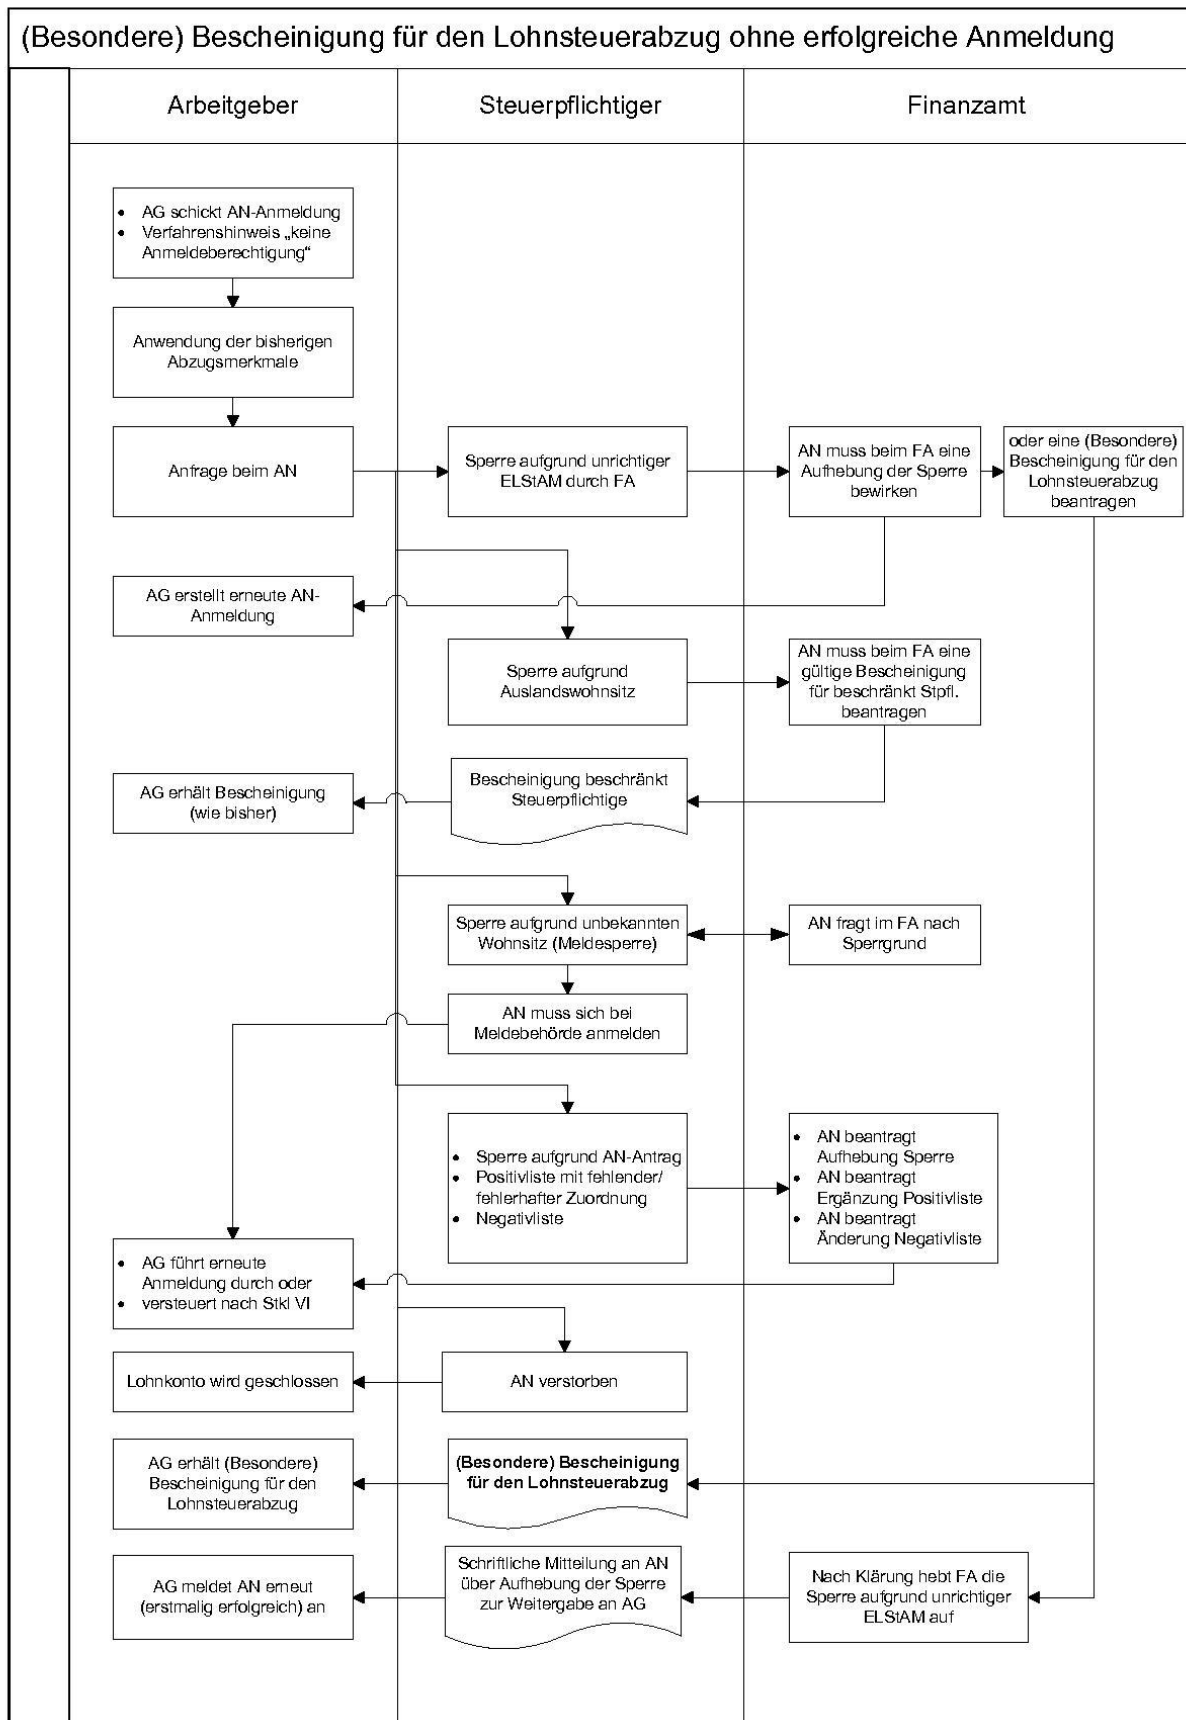 (Besondere) Bescheinigung für den Lohnsteuerabzug ohne erfolgreiche Anmeldung
Arbeitgeber
Steuerpflichtiger
Finanzamt
• AG schickt AN-Anmeldung
• Verfahrenshinweis „keine
Anmeldeberechtigung“
Anwendung der bisherigen
Abzugsmerkmale
Anfrage beim AN
Sperre aufgrund unrichtiger
ELStAM durch FA
AN muss beim FA eine
Aufhebung der Sperre
bewirken
oder eine (Besondere)
Bescheinigung für den
Lohnsteuerabzug
beantragen
AG erstellt erneute AN-
Anmeldung
Sperre aufgrund
Auslandswohnsitz
AN muss beim FA eine
gültige Bescheinigung
für beschränkt Stpfl.
beantragen
AG erhält Bescheinigung
(wie bisher)
Bescheinigung beschränkt
Steuerpflichtige
Sperre aufgrund unbekannten
Wohnsitz (Meldesperre)
AN fragt im FA nach
Sperrgrund
AN muss sich bei
Meldebehörde anmelden
• Sperre aufgrund AN-Antrag
• Positivliste mit fehlender/
fehlerhafter Zuordnung
• Negativliste
• AN beantragt
Aufhebung Sperre
• AN beantragt
Ergänzung Positivliste
• AN beantragt
Änderung Negativliste
• AG führt erneute
Anmeldung durch oder
• versteuert nach Stkl VI
Lohnkonto wird geschlossen
AN verstorben
AG erhält (Besondere)
Bescheinigung für den
Lohnsteuerabzug
(Besondere) Bescheinigung
für den Lohnsteuerabzug
AG meldet AN erneut
(erstmalig erfolgreich) an
Schriftliche Mitteilung an AN
über Aufhebung der Sperre
zur Weitergabe an AG
Nach Klärung hebt FA die
Sperre aufgrund unrichtiger
ELStAM auf